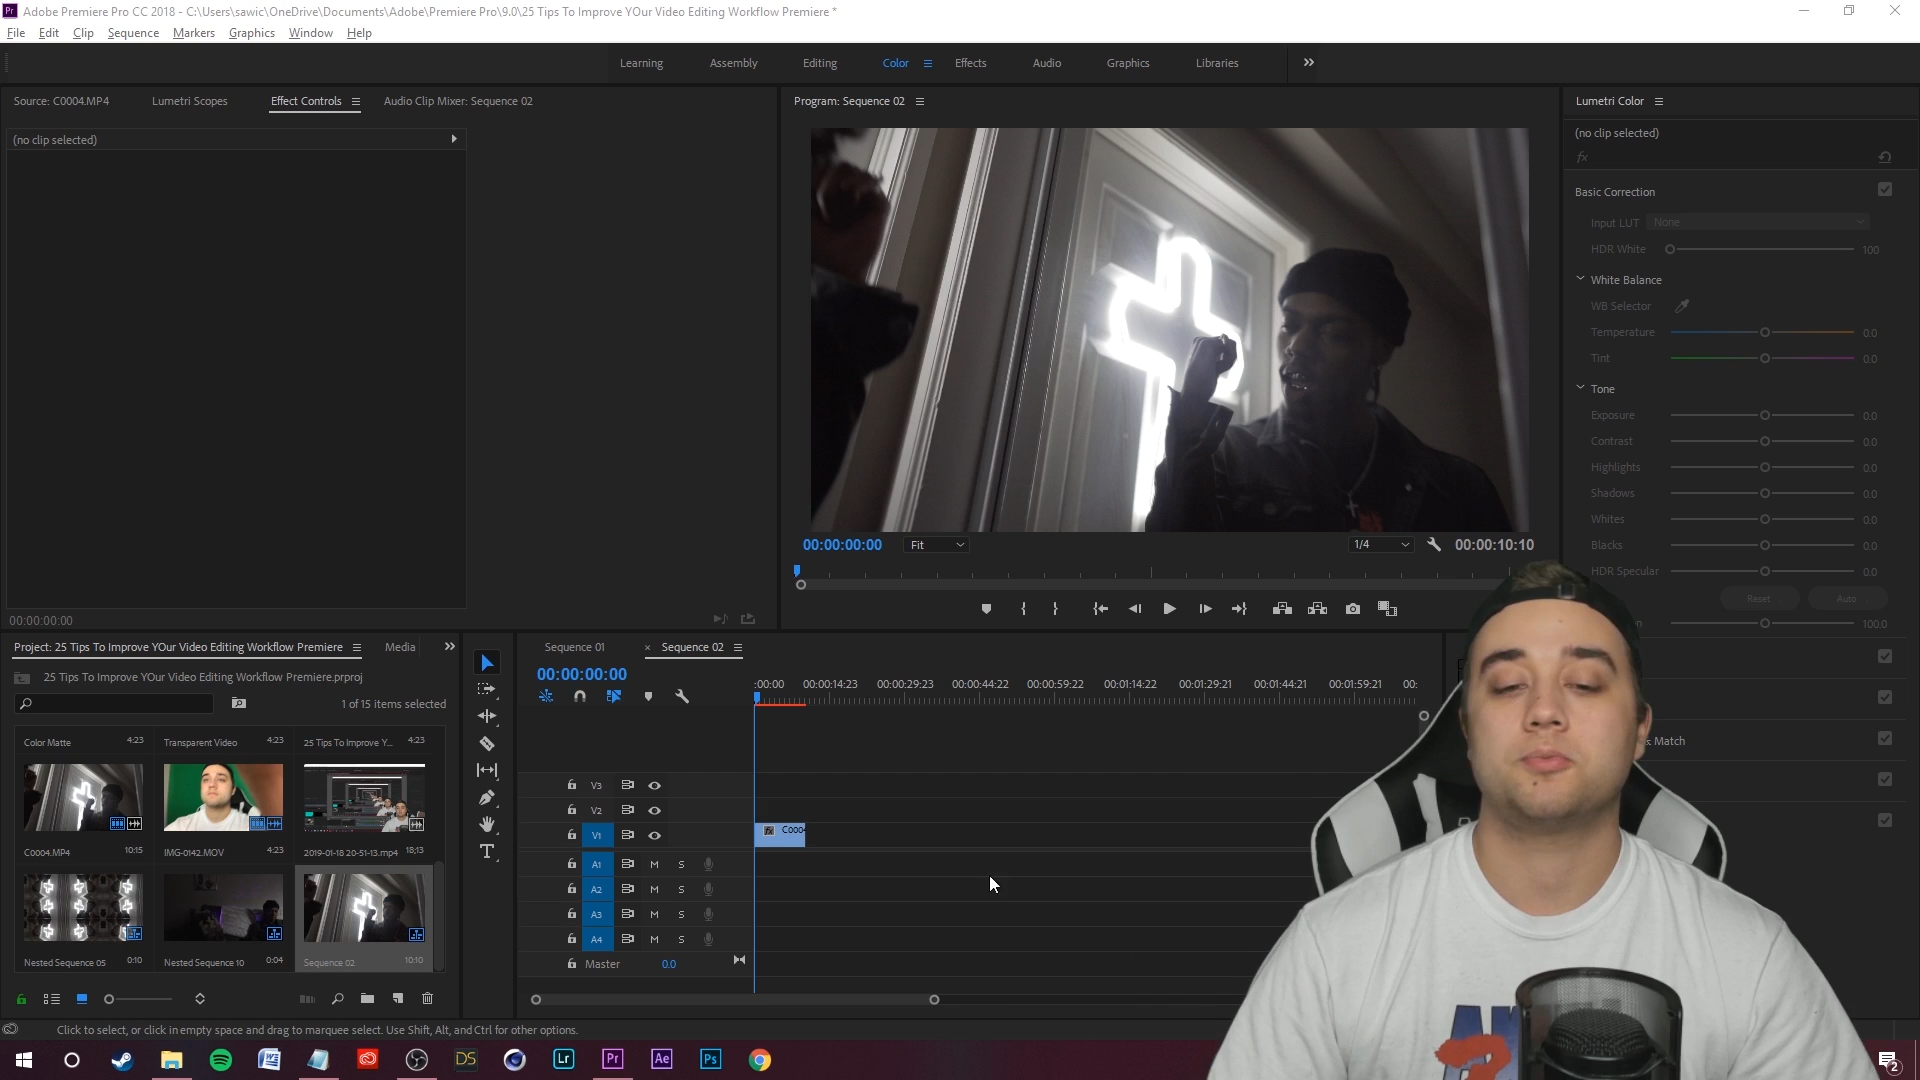 Adobe Premiere Pro CC 2018 - C:\Users\sawic\OneDrive\Documents\Adobe\Premiere Pro\9.0\25 Tips To Improve YOur Video Editing Workflow Premiere *
File Edit Clip Sequence Markers Graphics Window Help
Learning Assembly Editing Color Effects Audio Graphics Libraries
Source: C0004.MP4 Lumetri Scopes Effect Controls Audio Clip Mixer: Sequence 02
(no clip selected)
00:00:00:00
Program: Sequence 02
00:00:00:00 Fit 1/4 00:00:10:10
Lumetri Color
(no clip selected)
fx
Basic Correction
Input LUT None
HDR White 100
White Balance
WB Selector
Temperature 0.0
Tint 0.0
Tone
Exposure 0.0
Contrast 0.0
Highlights 0.0
Shadows 0.0
Whites 0.0
Blacks 0.0
HDR Specular 0.0
Reset Auto
100.0
Match
Project: 25 Tips To Improve YOur Video Editing Workflow Premiere Media
25 Tips To Improve YOur Video Editing Workflow Premiere.prproj
1 of 15 items selected
Color Matte 4:23 Transparent Video 4:23 25 Tips To Improve Y... 4:23
C0004.MP4 10:15 IMG-0142.MOV 4:23 2019-01-18 20-51-13.mp4 18;13
Nested Sequence 05 0:10 Nested Sequence 10 0:04 Sequence 02 10:10
Sequence 01 × Sequence 02
00:00:00:00
:00:00 00:00:14:23 00:00:29:23 00:00:44:22 00:00:59:22 00:01:14:22 00:01:29:21 00:01:44:21 00:01:59:21 00:
V3
V2
V1 fx C0004
A1 M S
A2 M S
A3 M S
A4 M S
Master 0.0
Click to select, or click in empty space and drag to marquee select. Use Shift, Alt, and Ctrl for other options.
DS Lr Pr Ae Ps 2